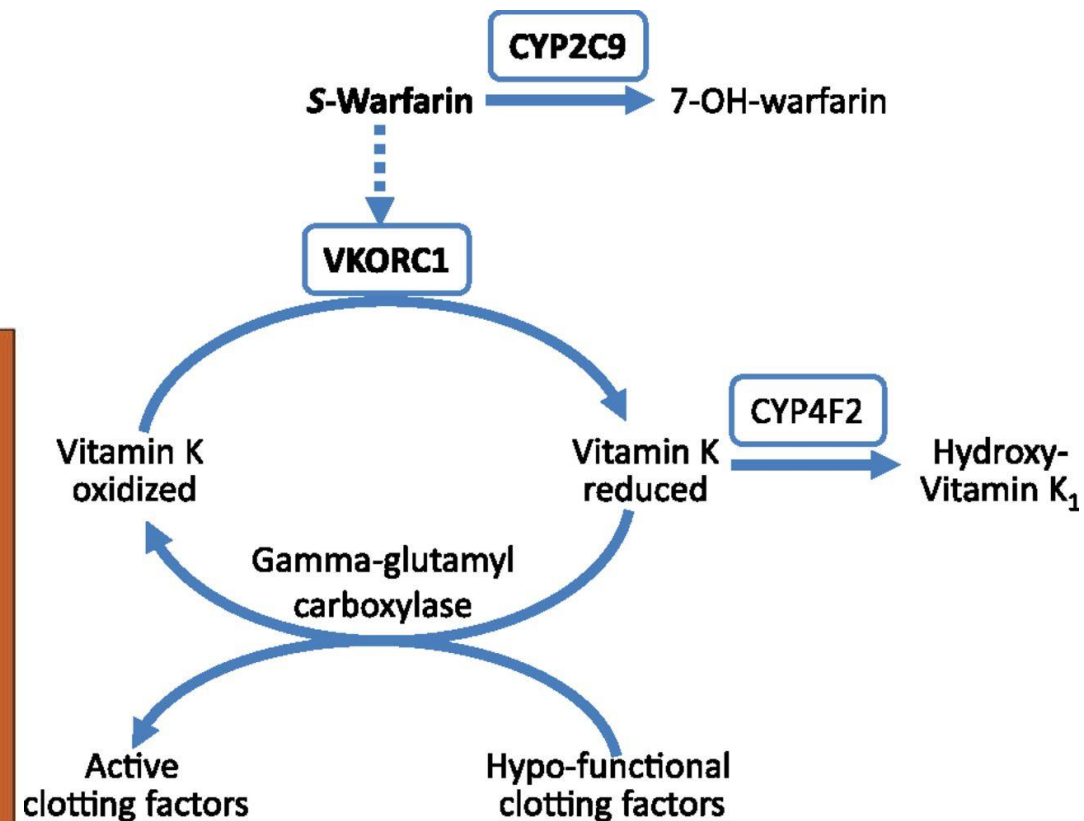 CYP2C9
S-Warfarin
7-OH-warfarin
VKORC1
CYP4F2
Vitamin K
oxidized
Vitamin K
reduced
Hydroxy-
Vitamin K₁
Gamma-glutamyl
carboxylase
Active
clotting factors
Hypo-functional
clotting factors